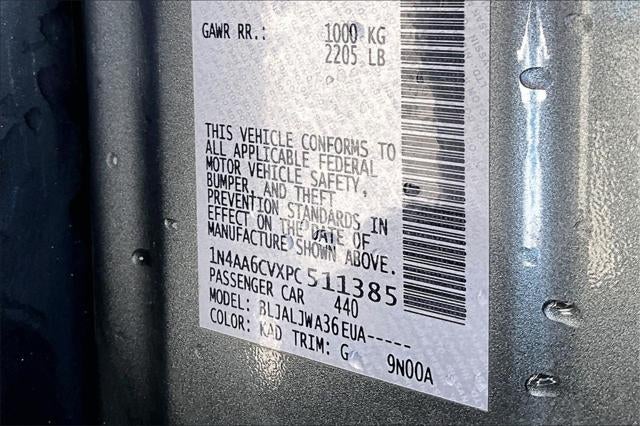 GAWR RR.: 1000 KG
2205 LB
THIS VEHICLE CONFORMS TO
ALL APPLICABLE FEDERAL
MOTOR VEHICLE SAFETY,
BUMPER, AND THEFT
PREVENTION STANDARDS IN
EFFECT ON THE DATE OF
MANUFACTURE SHOWN ABOVE.
1N4AA6CVXPC511385
PASSENGER CAR 440
MODEL: BLJALJWA36EUA-----
COLOR: KAD TRIM: G 9N00A